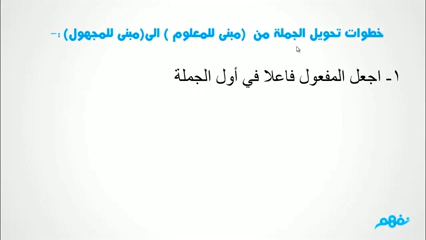 خطوات تحويل الجملة من (مبنى للمعلوم ) الى(مبنى للمجهول) :-
١- اجعل المفعول فاعلا في أول الجملة
نفهم